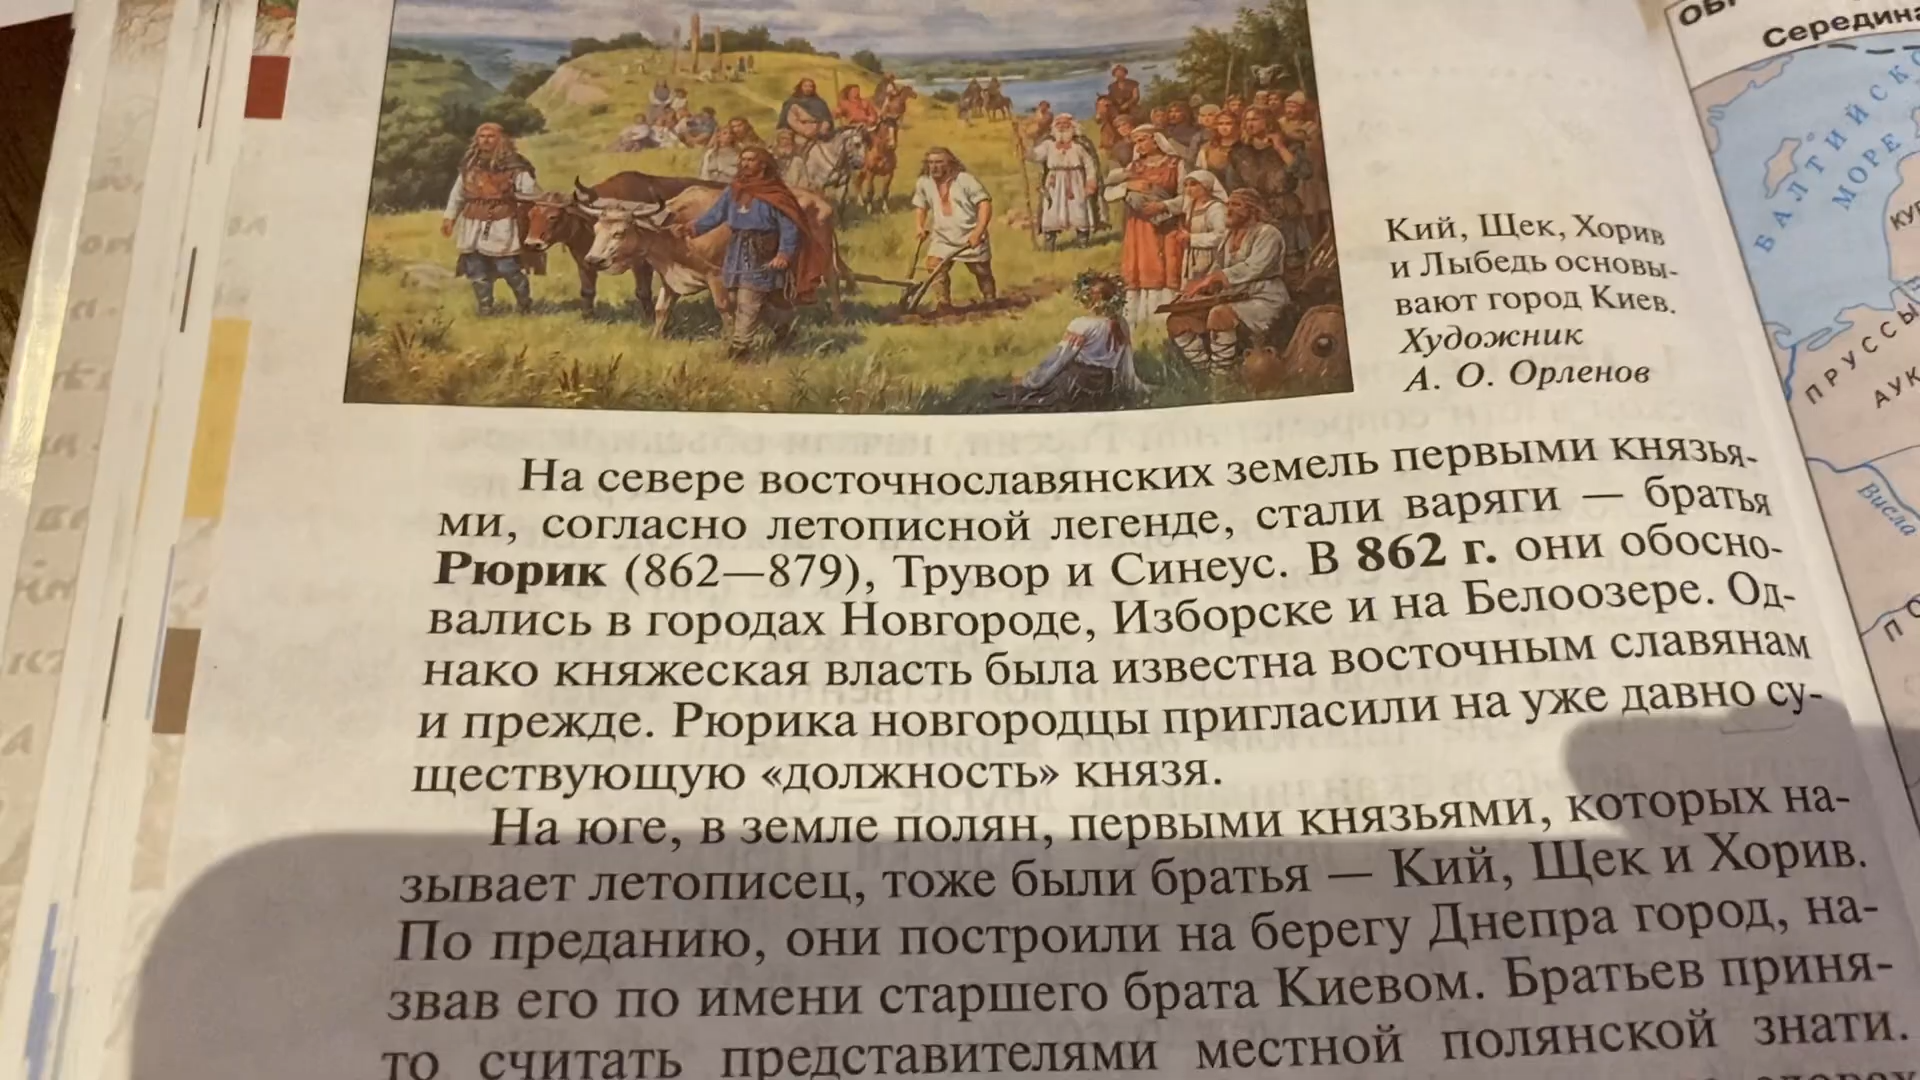 Кий, Щек, Хорив
и Лыбедь основы-
вают город Киев.
Художник
А. О. Орленов
На севере восточнославянских земель первыми князья-
ми, согласно летописной легенде, стали варяги — братья
Рюрик (862—879), Трувор и Синеус. В 862 г. они обосно-
вались в городах Новгороде, Изборске и на Белоозере. Од-
нако княжеская власть была известна восточным славянам
и прежде. Рюрика новгородцы пригласили на уже давно су-
ществующую «должность» князя.
На юге, в земле полян, первыми князьями, которых на-
зывает летописец, тоже были братья — Кий, Щек и Хорив.
По преданию, они построили на берегу Днепра город, на-
звав его по имени старшего брата Киевом. Братьев приня-
то считать представителями местной полянской знати.
БАЛТИЙСКО
МОРЕ
ПРУССЫ
Висла